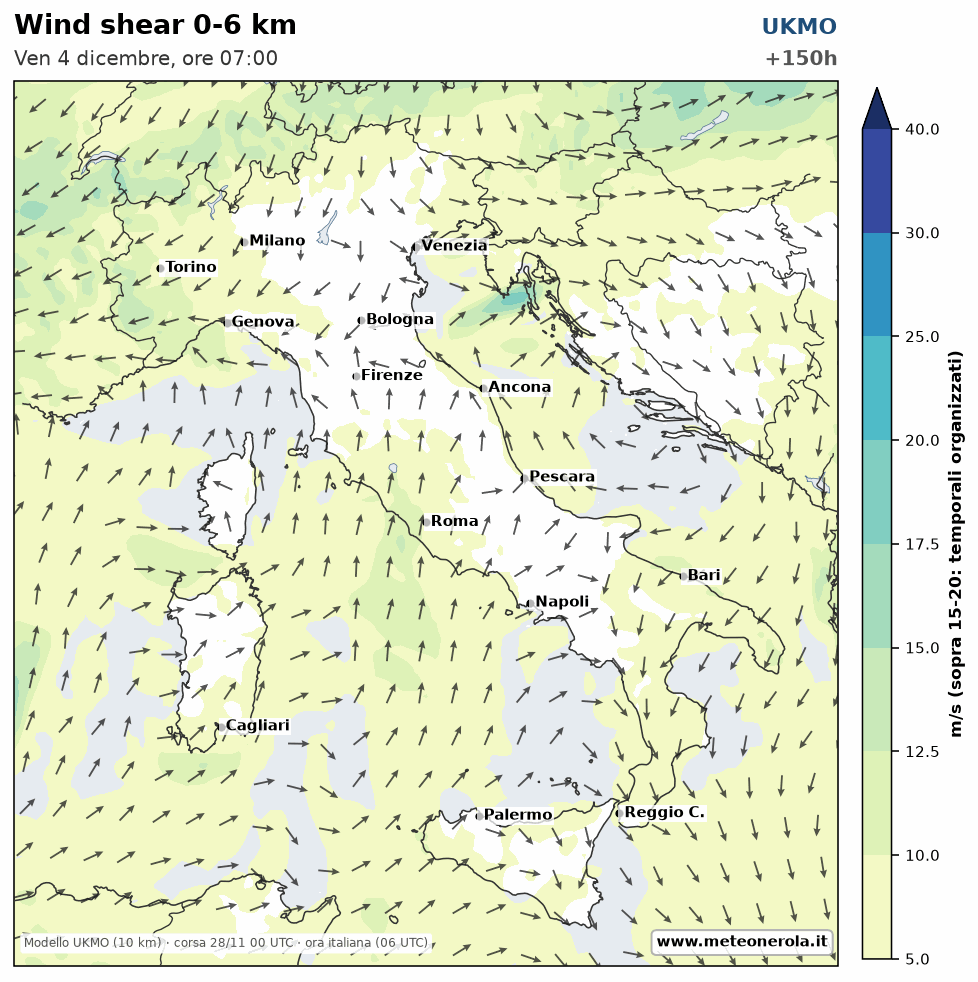 Wind shear 0-6 km
UKMO
Ven 4 dicembre, ore 07:00
+150h
Milano
Venezia
Torino
Genova
Bologna
Firenze
Ancona
Pescara
Roma
Bari
Napoli
Cagliari
Palermo
Reggio C.
Modello UKMO (10 km) · corsa 28/11 00 UTC · ora italiana (06 UTC)
www.meteonerola.it
40.0
30.0
25.0
20.0
17.5
15.0
12.5
10.0
5.0
m/s (sopra 15-20: temporali organizzati)